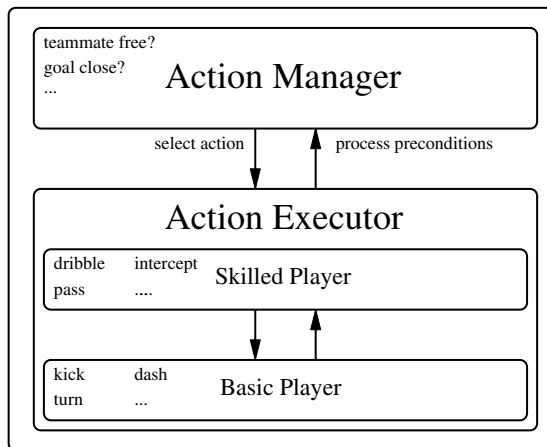 teammate free?
goal close?
...
Action Manager
select action
process preconditions
Action Executor
dribble intercept
pass ....
Skilled Player
kick dash
turn ...
Basic Player